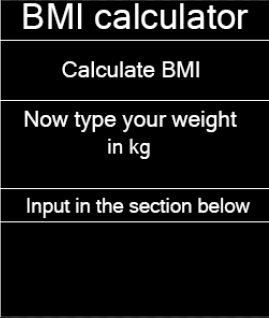 BMI calculator
Calculate BMI
Now type your weight
in kg
Input in the section below